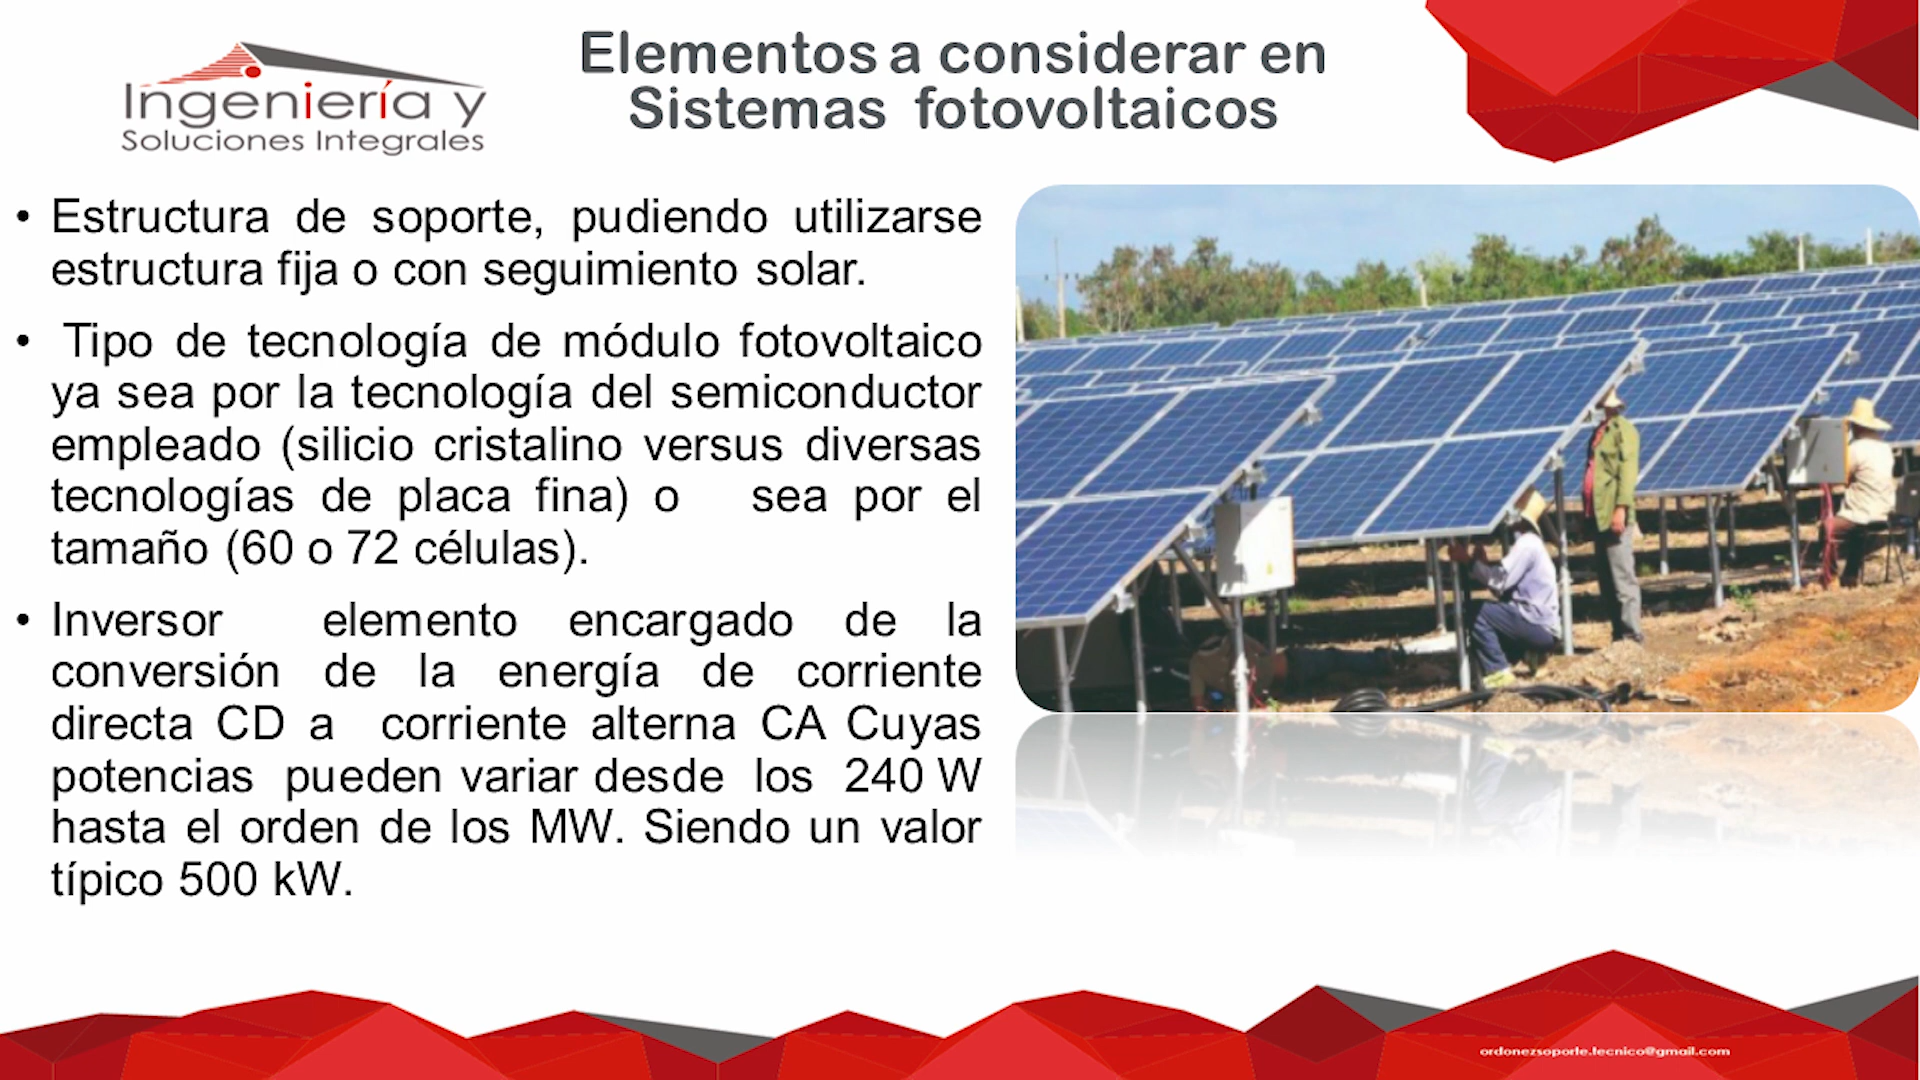 Ingeniería y
Soluciones Integrales
Elementos a considerar en
Sistemas fotovoltaicos
• Estructura de soporte, pudiendo utilizarse
estructura fija o con seguimiento solar.
• Tipo de tecnología de módulo fotovoltaico
ya sea por la tecnología del semiconductor
empleado (silicio cristalino versus diversas
tecnologías de placa fina) o sea por el
tamaño (60 o 72 células).
• Inversor elemento encargado de la
conversión de la energía de corriente
directa CD a corriente alterna CA Cuyas
potencias pueden variar desde los 240 W
hasta el orden de los MW. Siendo un valor
típico 500 kW.
ordonezsoporte.tecnico@gmail.com